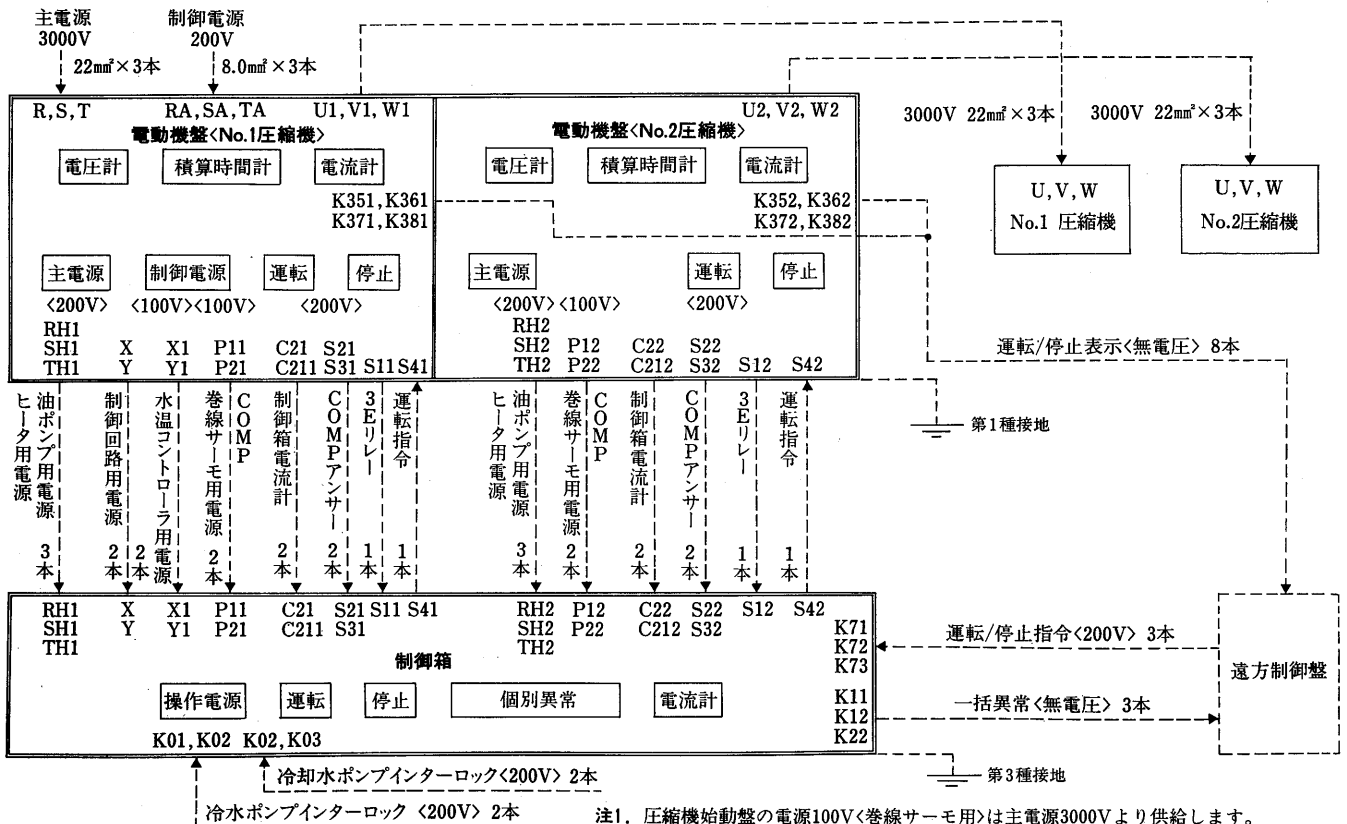 主電源
3000V
制御電源
200V
22mm²×3本
8.0mm²×3本
R,S,T
RA,SA,TA
U1,V1,W1
U2,V2,W2
電動機盤<No.1圧縮機>
電動機盤<No.2圧縮機>
3000V 22mm²×3本
3000V 22mm²×3本
電圧計
積算時間計
電流計
電圧計
積算時間計
電流計
K351,K361
K371,K381
K352,K362
K372,K382
U,V,W
No.1 圧縮機
U,V,W
No.2圧縮機
主電源
制御電源
運転
停止
主電源
運転
停止
<200V>
<100V><100V>
<200V>
<200V><100V>
<200V>
RH1
SH1 X X1 P11 C21 S21
TH1 Y Y1 P21 C211 S31 S11 S41
RH2
SH2 P12 C22 S22
TH2 P22 C212 S32 S12 S42
運転/停止表示<無電圧> 8本
第1種接地
油ポンプ用電源
ヒータ用電源
3本
制御回路用電源
2本
水温コントローラ用電源
2本
COMP
巻線サーモ用電源
2本
制御箱電流計
2本
COMPアンサー
2本
3Eリレー
1本
運転指令
1本
油ポンプ用電源
ヒータ用電源
3本
COMP
巻線サーモ用電源
2本
制御箱電流計
2本
COMPアンサー
2本
3Eリレー
1本
運転指令
1本
RH1 X X1 P11 C21 S21 S11 S41
SH1 Y Y1 P21 C211 S31
TH1
RH2 P12 C22 S22 S12 S42
SH2 P22 C212 S32
TH2
K71
K72
K73
運転/停止指令<200V> 3本
遠方制御盤
制御箱
操作電源
運転
停止
個別異常
電流計
K11
K12
K22
一括異常<無電圧> 3本
K01,K02 K02,K03
冷却水ポンプインターロック<200V> 2本
第3種接地
冷水ポンプインターロック <200V> 2本
注1. 圧縮機始動盤の電源100V<巻線サーモ用>は主電源3000Vより供給します。